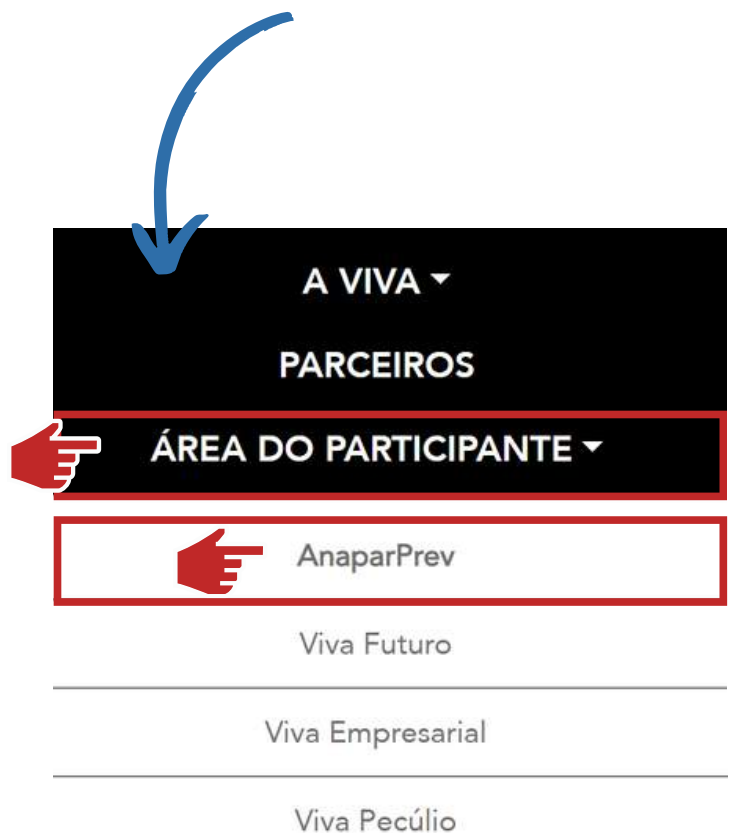 A VIVA
PARCEIROS
ÁREA DO PARTICIPANTE
AnaparPrev
Viva Futuro
Viva Empresarial
Viva Pecúlio